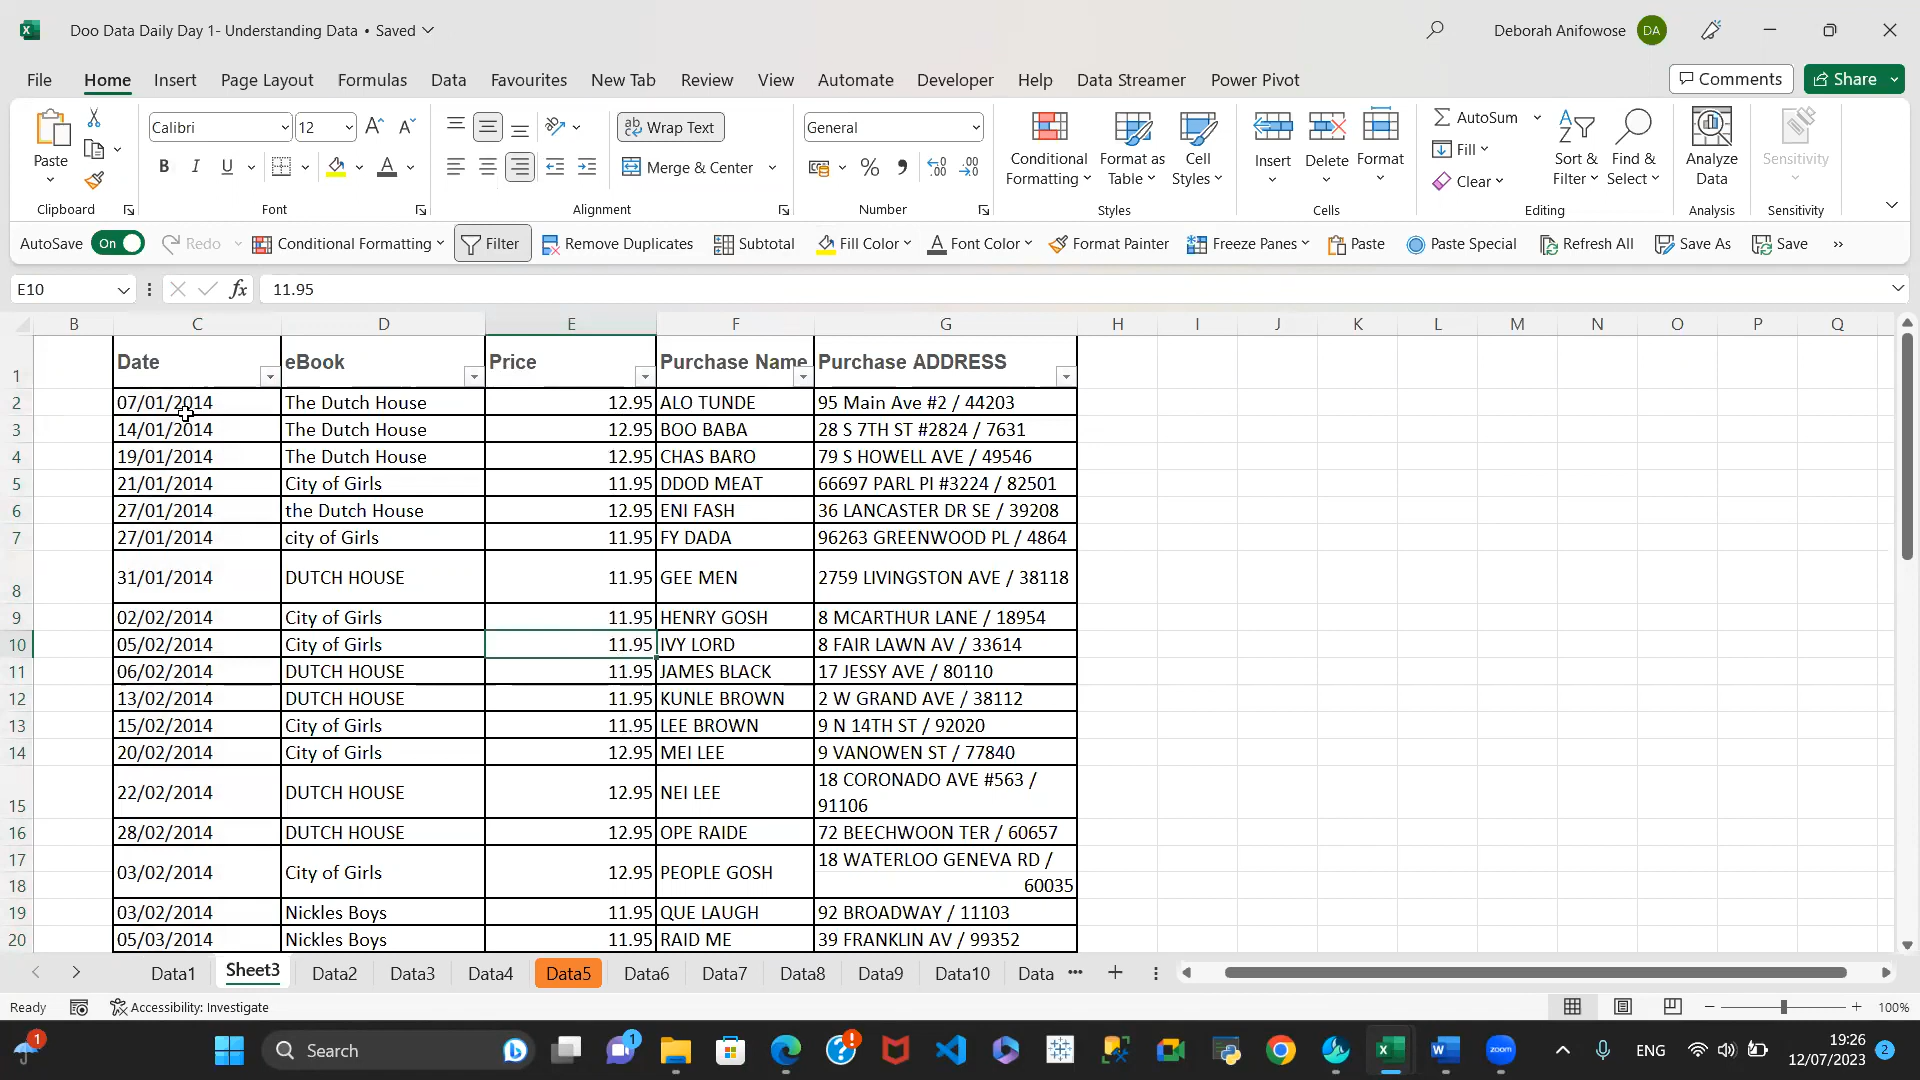 Doo Data Daily Day 1- Understanding Data • Saved
Deborah Anifowose
DA
File Home Insert Page Layout Formulas Data Favourites New Tab Review View Automate Developer Help Data Streamer Power Pivot
Comments
Share
Paste
Calibri
12
B I U
A
Wrap Text
Merge & Center
General
Conditional Formatting
Format as Table
Cell Styles
Insert
Delete
Format
AutoSum
Fill
Clear
Sort & Filter
Find & Select
Analyze Data
Sensitivity
Clipboard Font Alignment Number Styles Cells Editing Analysis Sensitivity
AutoSave On Redo Conditional Formatting Filter Remove Duplicates Subtotal Fill Color Font Color Format Painter Freeze Panes Paste Paste Special Refresh All Save As Save
E10
fx
11.95
B C D E F G H I J K L M N O P Q
1 Date eBook Price Purchase Name Purchase ADDRESS
2 07/01/2014 The Dutch House 12.95 ALO TUNDE 95 Main Ave #2 / 44203
3 14/01/2014 The Dutch House 12.95 BOO BABA 28 S 7TH ST #2824 / 7631
4 19/01/2014 The Dutch House 12.95 CHAS BARO 79 S HOWELL AVE / 49546
5 21/01/2014 City of Girls 11.95 DDOD MEAT 66697 PARL PI #3224 / 82501
6 27/01/2014 the Dutch House 12.95 ENI FASH 36 LANCASTER DR SE / 39208
7 27/01/2014 city of Girls 11.95 FY DADA 96263 GREENWOOD PL / 4864
8 31/01/2014 DUTCH HOUSE 11.95 GEE MEN 2759 LIVINGSTON AVE / 38118
9 02/02/2014 City of Girls 11.95 HENRY GOSH 8 MCARTHUR LANE / 18954
10 05/02/2014 City of Girls 11.95 IVY LORD 8 FAIR LAWN AV / 33614
11 06/02/2014 DUTCH HOUSE 11.95 JAMES BLACK 17 JESSY AVE / 80110
12 13/02/2014 DUTCH HOUSE 11.95 KUNLE BROWN 2 W GRAND AVE / 38112
13 15/02/2014 City of Girls 11.95 LEE BROWN 9 N 14TH ST / 92020
14 20/02/2014 City of Girls 12.95 MEI LEE 9 VANOWEN ST / 77840
15 22/02/2014 DUTCH HOUSE 12.95 NEI LEE 18 CORONADO AVE #563 /
91106
16 28/02/2014 DUTCH HOUSE 12.95 OPE RAIDE 72 BEECHWOON TER / 60657
17 03/02/2014 City of Girls 12.95 PEOPLE GOSH 18 WATERLOO GENEVA RD /
18 60035
19 03/02/2014 Nickles Boys 11.95 QUE LAUGH 92 BROADWAY / 11103
20 05/03/2014 Nickles Boys 11.95 RAID ME 39 FRANKLIN AV / 99352
Data1 Sheet3 Data2 Data3 Data4 Data5 Data6 Data7 Data8 Data9 Data10 Data
Ready
Accessibility: Investigate
100%
1
Search
1
zoom
ENG
19:26
12/07/2023
2